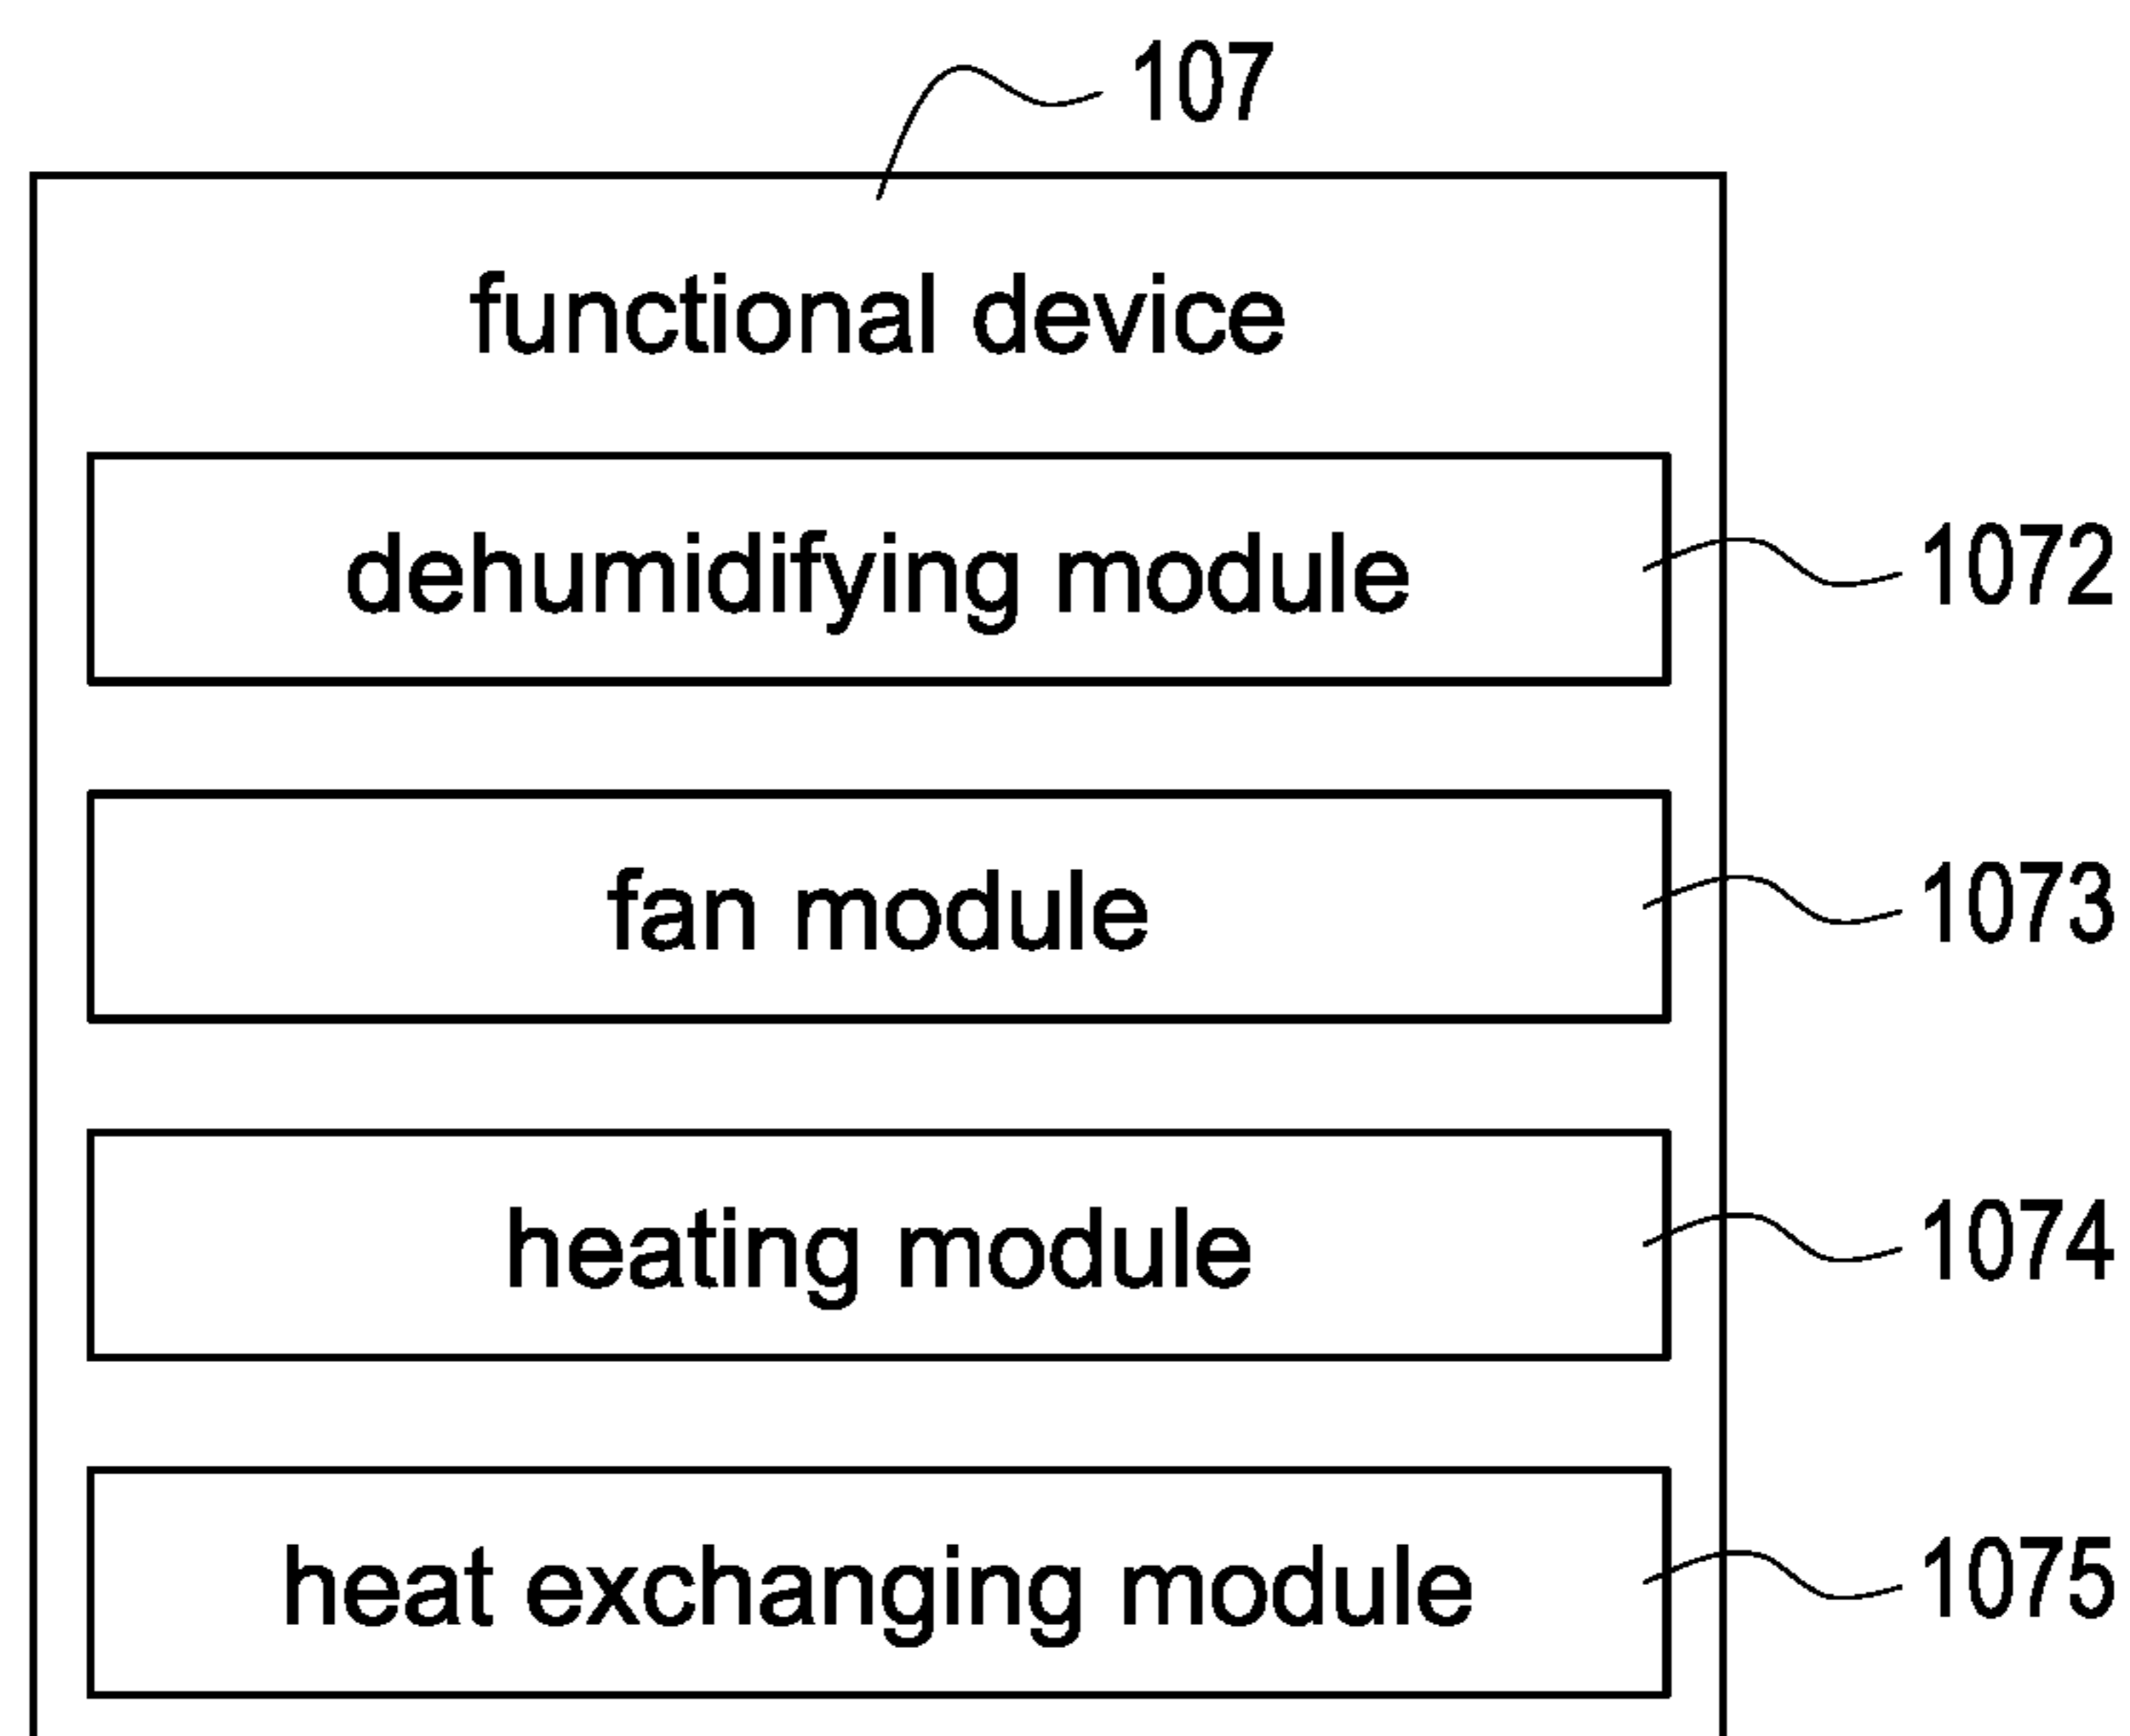 107
functional device
dehumidifying module 1072
fan module 1073
heating module 1074
heat exchanging module 1075